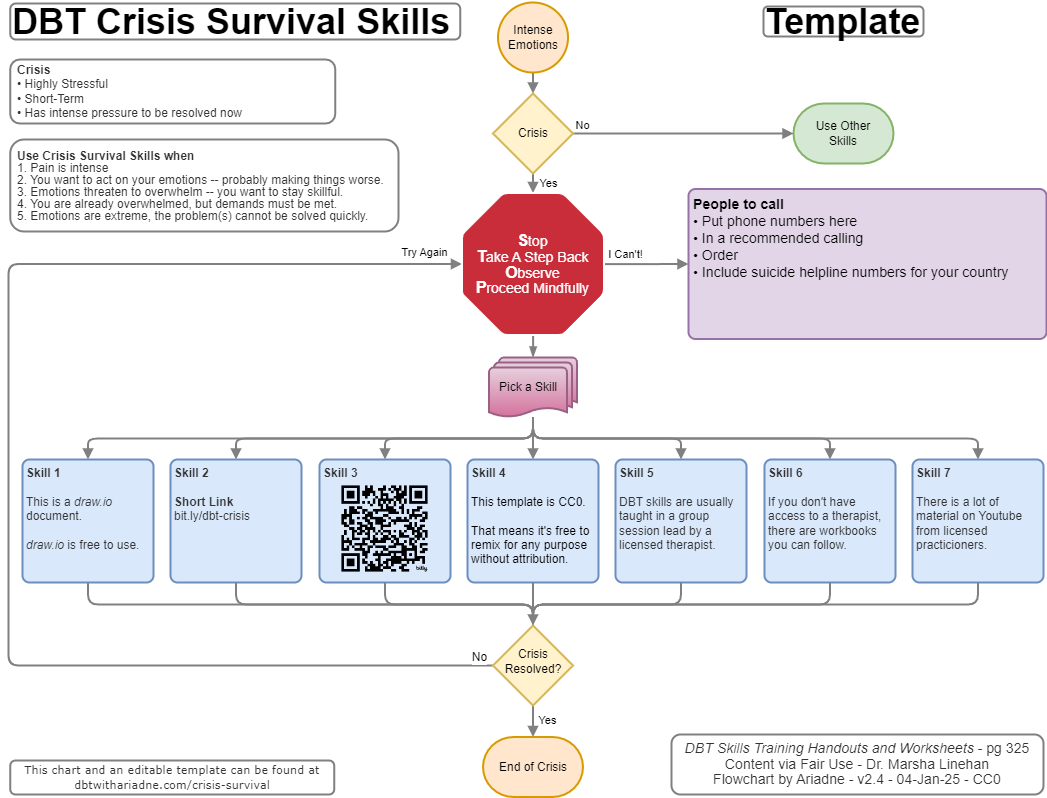 DBT Crisis Survival Skills
Template
Intense
Emotions
Crisis
• Highly Stressful
• Short-Term
• Has intense pressure to be resolved now
Crisis
No
Use Other
Skills
Use Crisis Survival Skills when
1. Pain is intense
2. You want to act on your emotions -- probably making things worse.
3. Emotions threaten to overwhelm -- you want to stay skillful.
4. You are already overwhelmed, but demands must be met.
5. Emotions are extreme, the problem(s) cannot be solved quickly.
Yes
Try Again
Stop
Take A Step Back
Observe
Proceed Mindfully
I Can't!
People to call
• Put phone numbers here
• In a recommended calling
• Order
• Include suicide helpline numbers for your country
Pick a Skill
Skill 1
This is a draw.io
document.
draw.io is free to use.
Skill 2
Short Link
bit.ly/dbt-crisis
Skill 3
bitly
Skill 4
This template is CC0.
That means it's free to
remix for any purpose
without attribution.
Skill 5
DBT skills are usually
taught in a group
session lead by a
licensed therapist.
Skill 6
If you don't have
access to a therapist,
there are workbooks
you can follow.
Skill 7
There is a lot of
material on Youtube
from licensed
practicioners.
No
Crisis
Resolved?
Yes
End of Crisis
This chart and an editable template can be found at
dbtwithariadne.com/crisis-survival
DBT Skills Training Handouts and Worksheets - pg 325
Content via Fair Use - Dr. Marsha Linehan
Flowchart by Ariadne - v2.4 - 04-Jan-25 - CC0